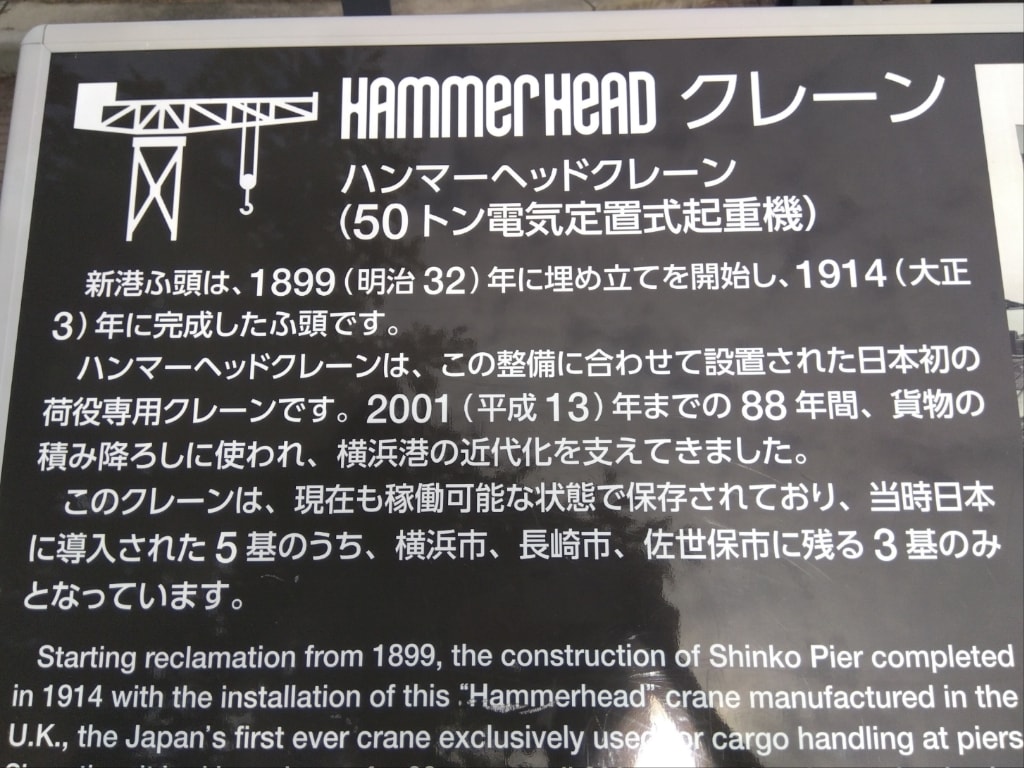 HAMMERHEAD クレーン
ハンマーヘッドクレーン
（50トン電気定置式起重機）
新港ふ頭は、1899（明治32）年に埋め立てを開始し、1914（大正
3）年に完成したふ頭です。
ハンマーヘッドクレーンは、この整備に合わせて設置された日本初の
荷役専用クレーンです。2001（平成13）年までの88年間、貨物の
積み降ろしに使われ、横浜港の近代化を支えてきました。
このクレーンは、現在も稼働可能な状態で保存されており、当時日本
に導入された5基のうち、横浜市、長崎市、佐世保市に残る3基のみ
となっています。
Starting reclamation from 1899, the construction of Shinko Pier completed
in 1914 with the installation of this "Hammerhead" crane manufactured in the
U.K., the Japan's first ever crane exclusively used for cargo handling at piers